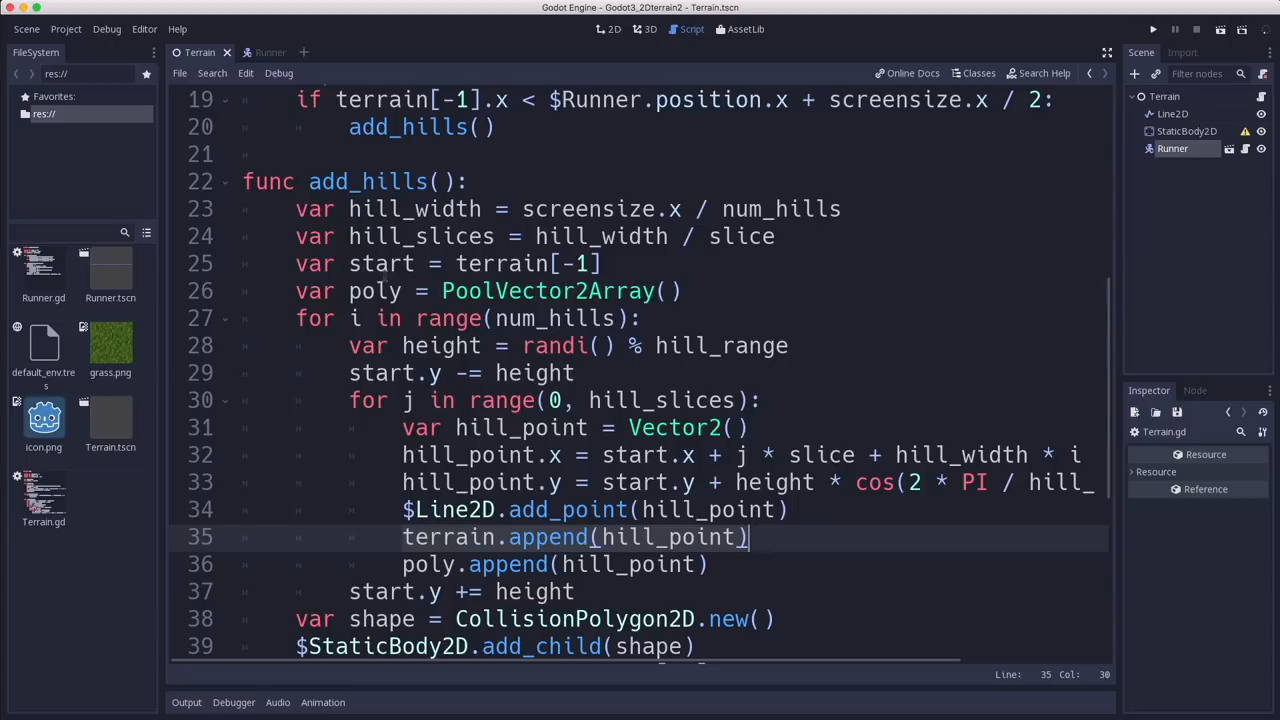 Godot Engine - Godot3_2Dterrain2 - Terrain.tscn
Scene Project Debug Editor Help
2D 3D Script AssetLib
FileSystem
Terrain
Runner
Scene Import
res://
File Search Edit Debug
Online Docs Classes Search Help
Filter nodes
Favorites:
res://
Terrain
Line2D
StaticBody2D
Runner
19 if terrain[-1].x < $Runner.position.x + screensize.x / 2:
20 add_hills()
21
22 func add_hills():
23 var hill_width = screensize.x / num_hills
24 var hill_slices = hill_width / slice
25 var start = terrain[-1]
26 var poly = PoolVector2Array()
27 for i in range(num_hills):
28 var height = randi() % hill_range
29 start.y -= height
30 for j in range(0, hill_slices):
31 var hill_point = Vector2()
32 hill_point.x = start.x + j * slice + hill_width * i
33 hill_point.y = start.y + height * cos(2 * PI / hill_
34 $Line2D.add_point(hill_point)
35 terrain.append(hill_point)
36 poly.append(hill_point)
37 start.y += height
38 var shape = CollisionPolygon2D.new()
39 $StaticBody2D.add_child(shape)
Runner.gd
Runner.tscn
default_env.tre
s
grass.png
icon.png
Terrain.tscn
Terrain.gd
Inspector Node
Terrain.gd
Resource
Resource
Reference
Line: 35 Col: 30
Output Debugger Audio Animation